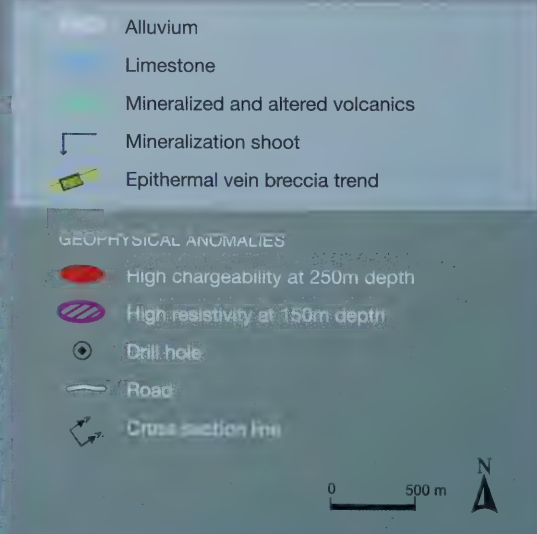 Alluvium
Limestone
Mineralized and altered volcanics
Mineralization shoot
Epithermal vein breccia trend
GEOPHYSICAL ANOMALIES
High chargeability at 250m depth
High resistivity at 150m depth
Drill hole
Road
Cross section line
N
0 500 m